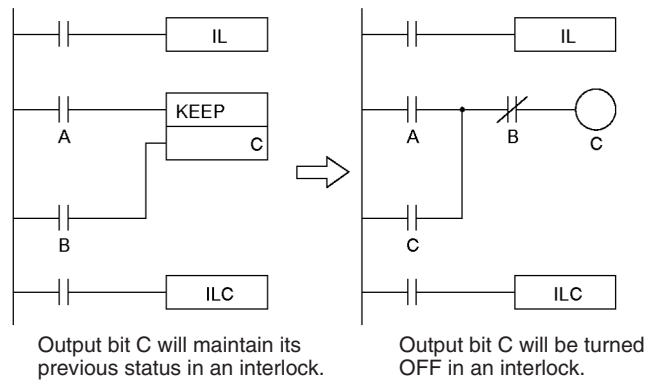 IL
A
KEEP
C
B
ILC
Output bit C will maintain its
previous status in an interlock.
IL
A
B
C
C
ILC
Output bit C will be turned
OFF in an interlock.